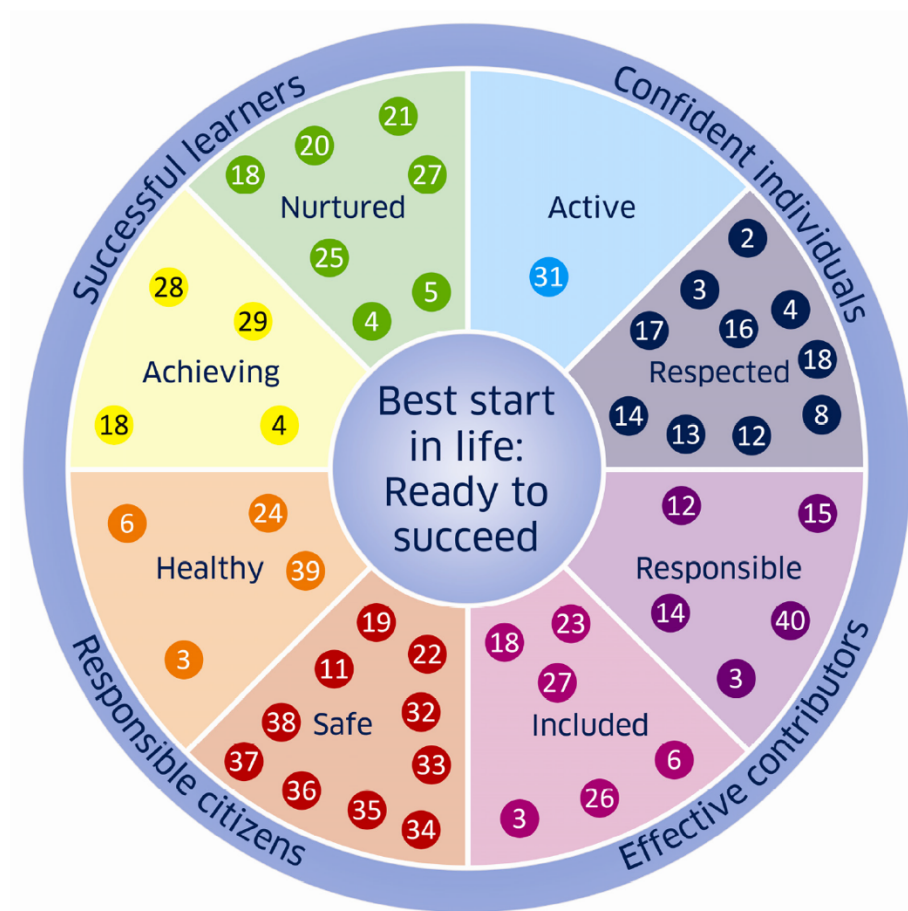 Successful learners
Confident individuals
Effective contributors
Responsible citizens
Best start
in life:
Ready to
succeed
Active
31
2
3
4
17
16
18
Respected
14
13
12
8
12
15
Responsible
14
40
3
18
23
27
Included
6
26
3
19
22
11
32
38
Safe
37
33
36
35
34
6
24
Healthy
39
3
28
29
Achieving
18
4
21
20
18
27
Nurtured
25
5
4